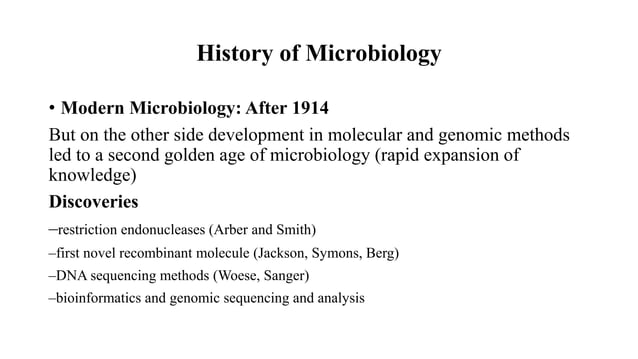 History of Microbiology
• Modern Microbiology: After 1914
But on the other side development in molecular and genomic methods
led to a second golden age of microbiology (rapid expansion of
knowledge)
Discoveries
–restriction endonucleases (Arber and Smith)
–first novel recombinant molecule (Jackson, Symons, Berg)
–DNA sequencing methods (Woese, Sanger)
–bioinformatics and genomic sequencing and analysis